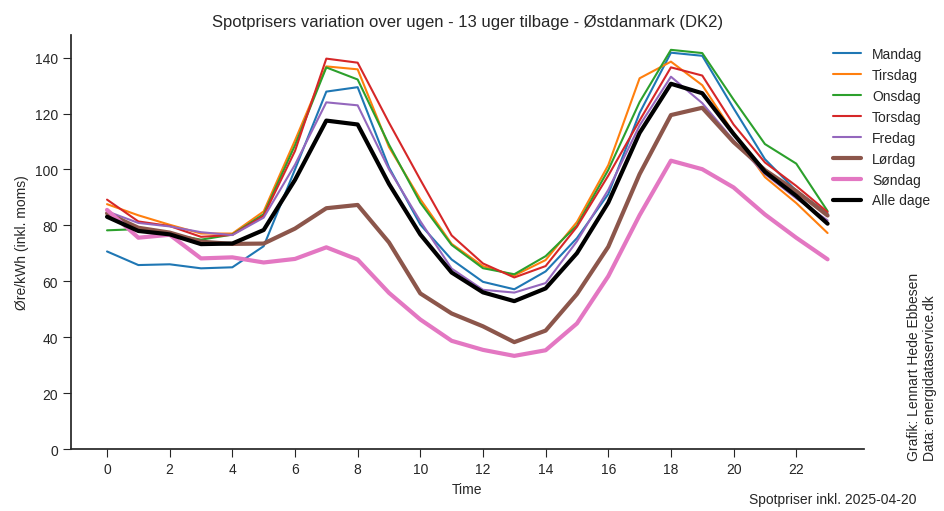 Spotprisers variation over ugen - 13 uger tilbage - Østdanmark (DK2)
Øre/kWh (inkl. moms)
140
120
100
80
60
40
20
0
0 2 4 6 8 10 12 14 16 18 20 22
Time
Mandag
Tirsdag
Onsdag
Torsdag
Fredag
Lørdag
Søndag
Alle dage
Grafik: Lennart Hede Ebbesen
Data: energidataservice.dk
Spotpriser inkl. 2025-04-20